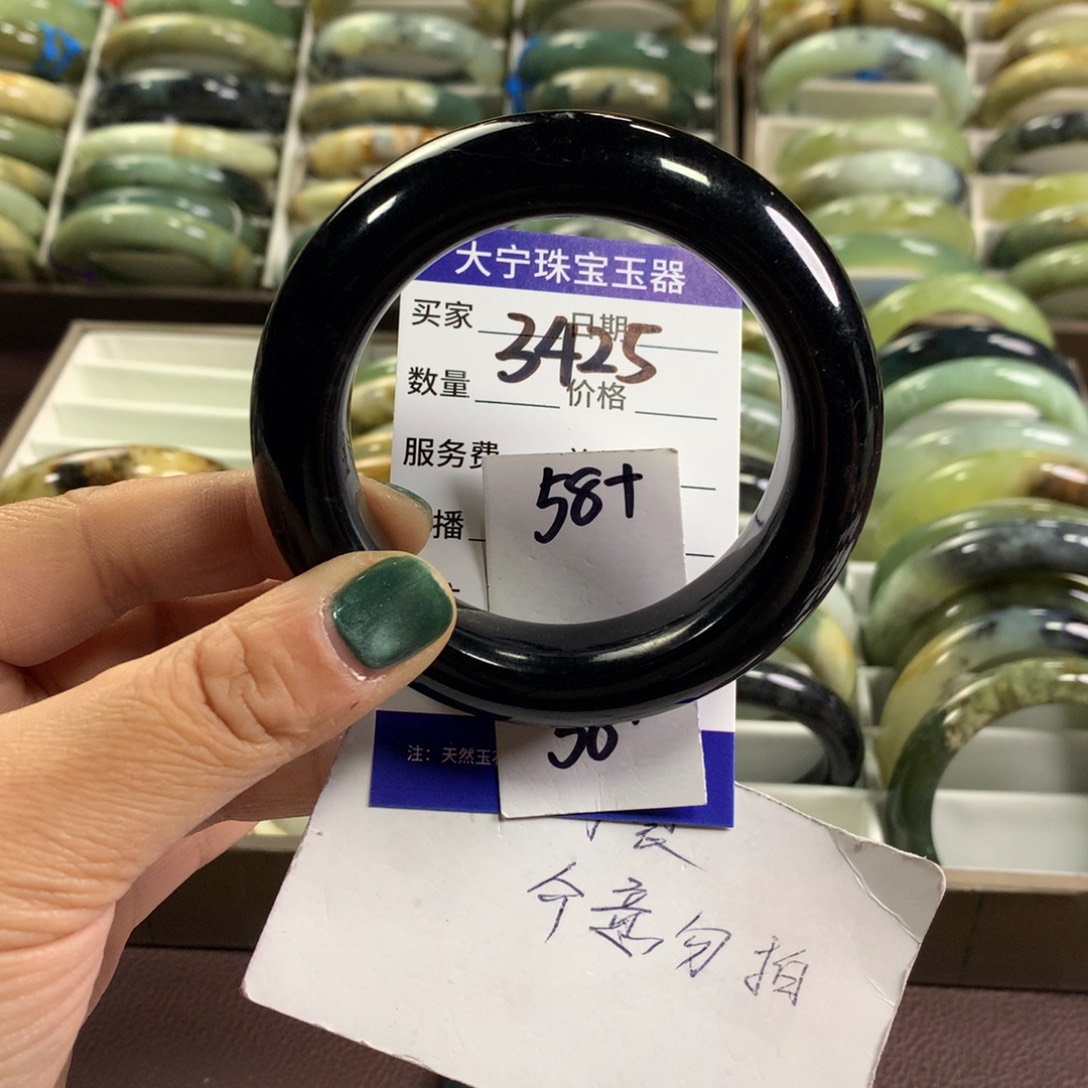 大宁珠宝玉器
买家 日期
3425
数量 价格
服务费
58+
播
注: 天然玉
今意勿拍